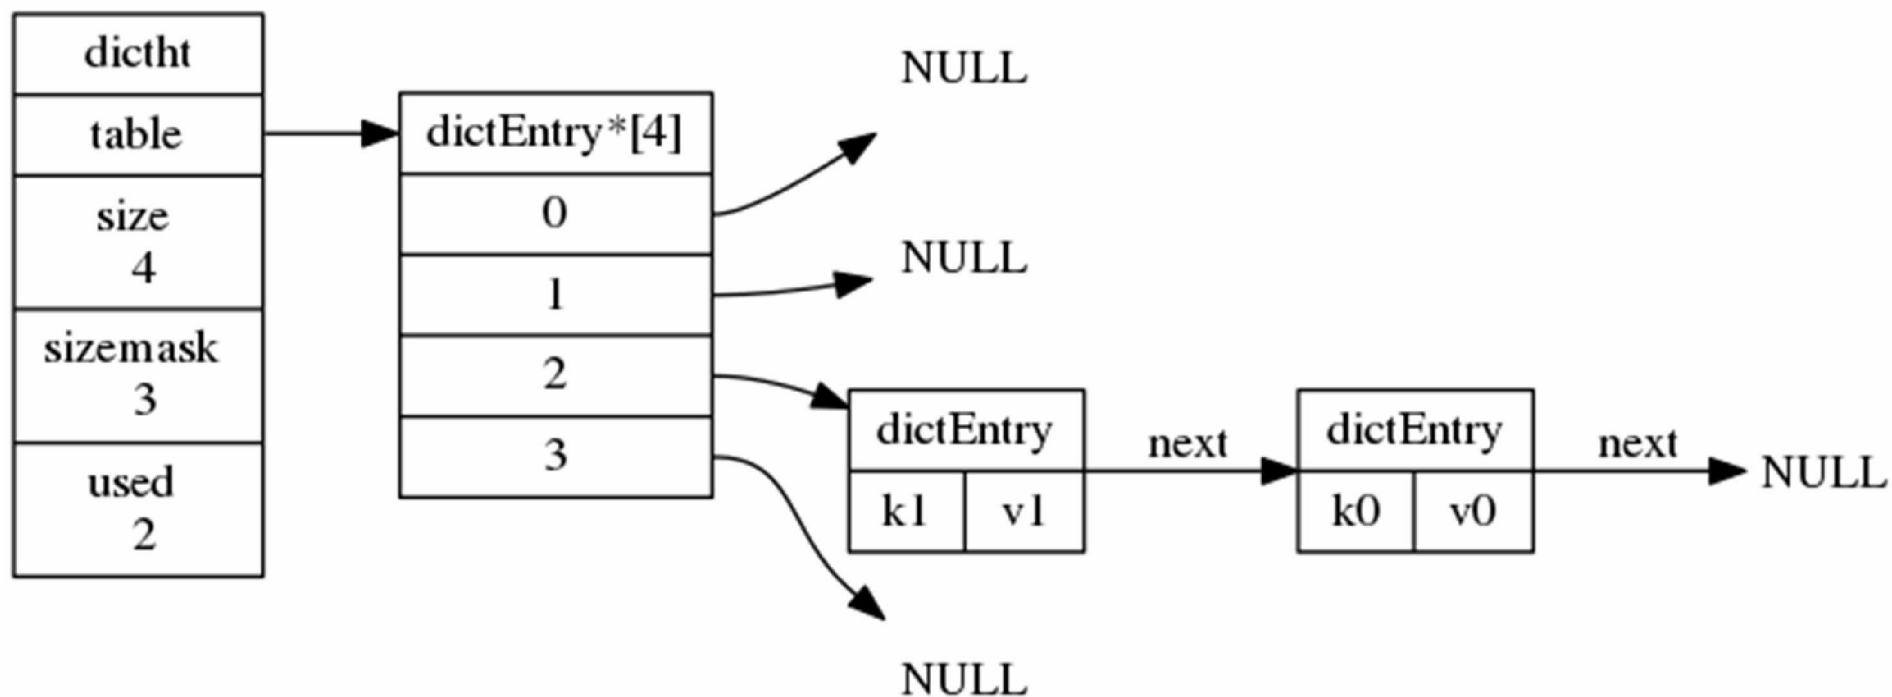 dictht
table
size
4
sizemask
3
used
2
dictEntry*[4]
0
1
2
3
NULL
NULL
dictEntry
k1
v1
next
dictEntry
k0
v0
next
NULL
NULL